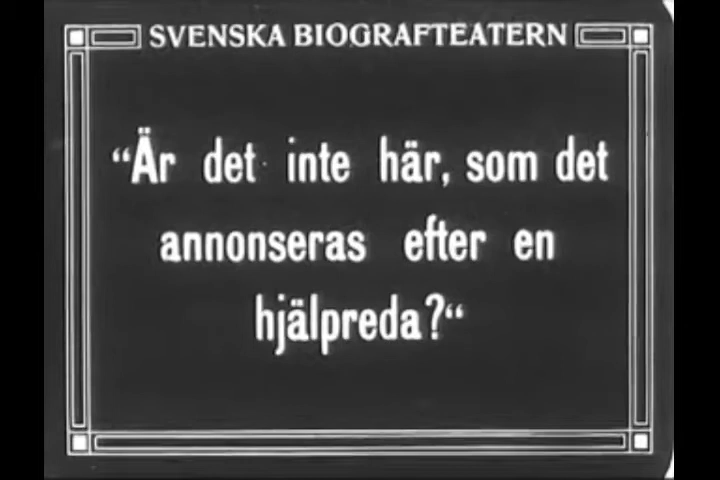 SVENSKA BIOGRAFTEATERN
“Är det inte här, som det
annonseras efter en
hjälpreda?“